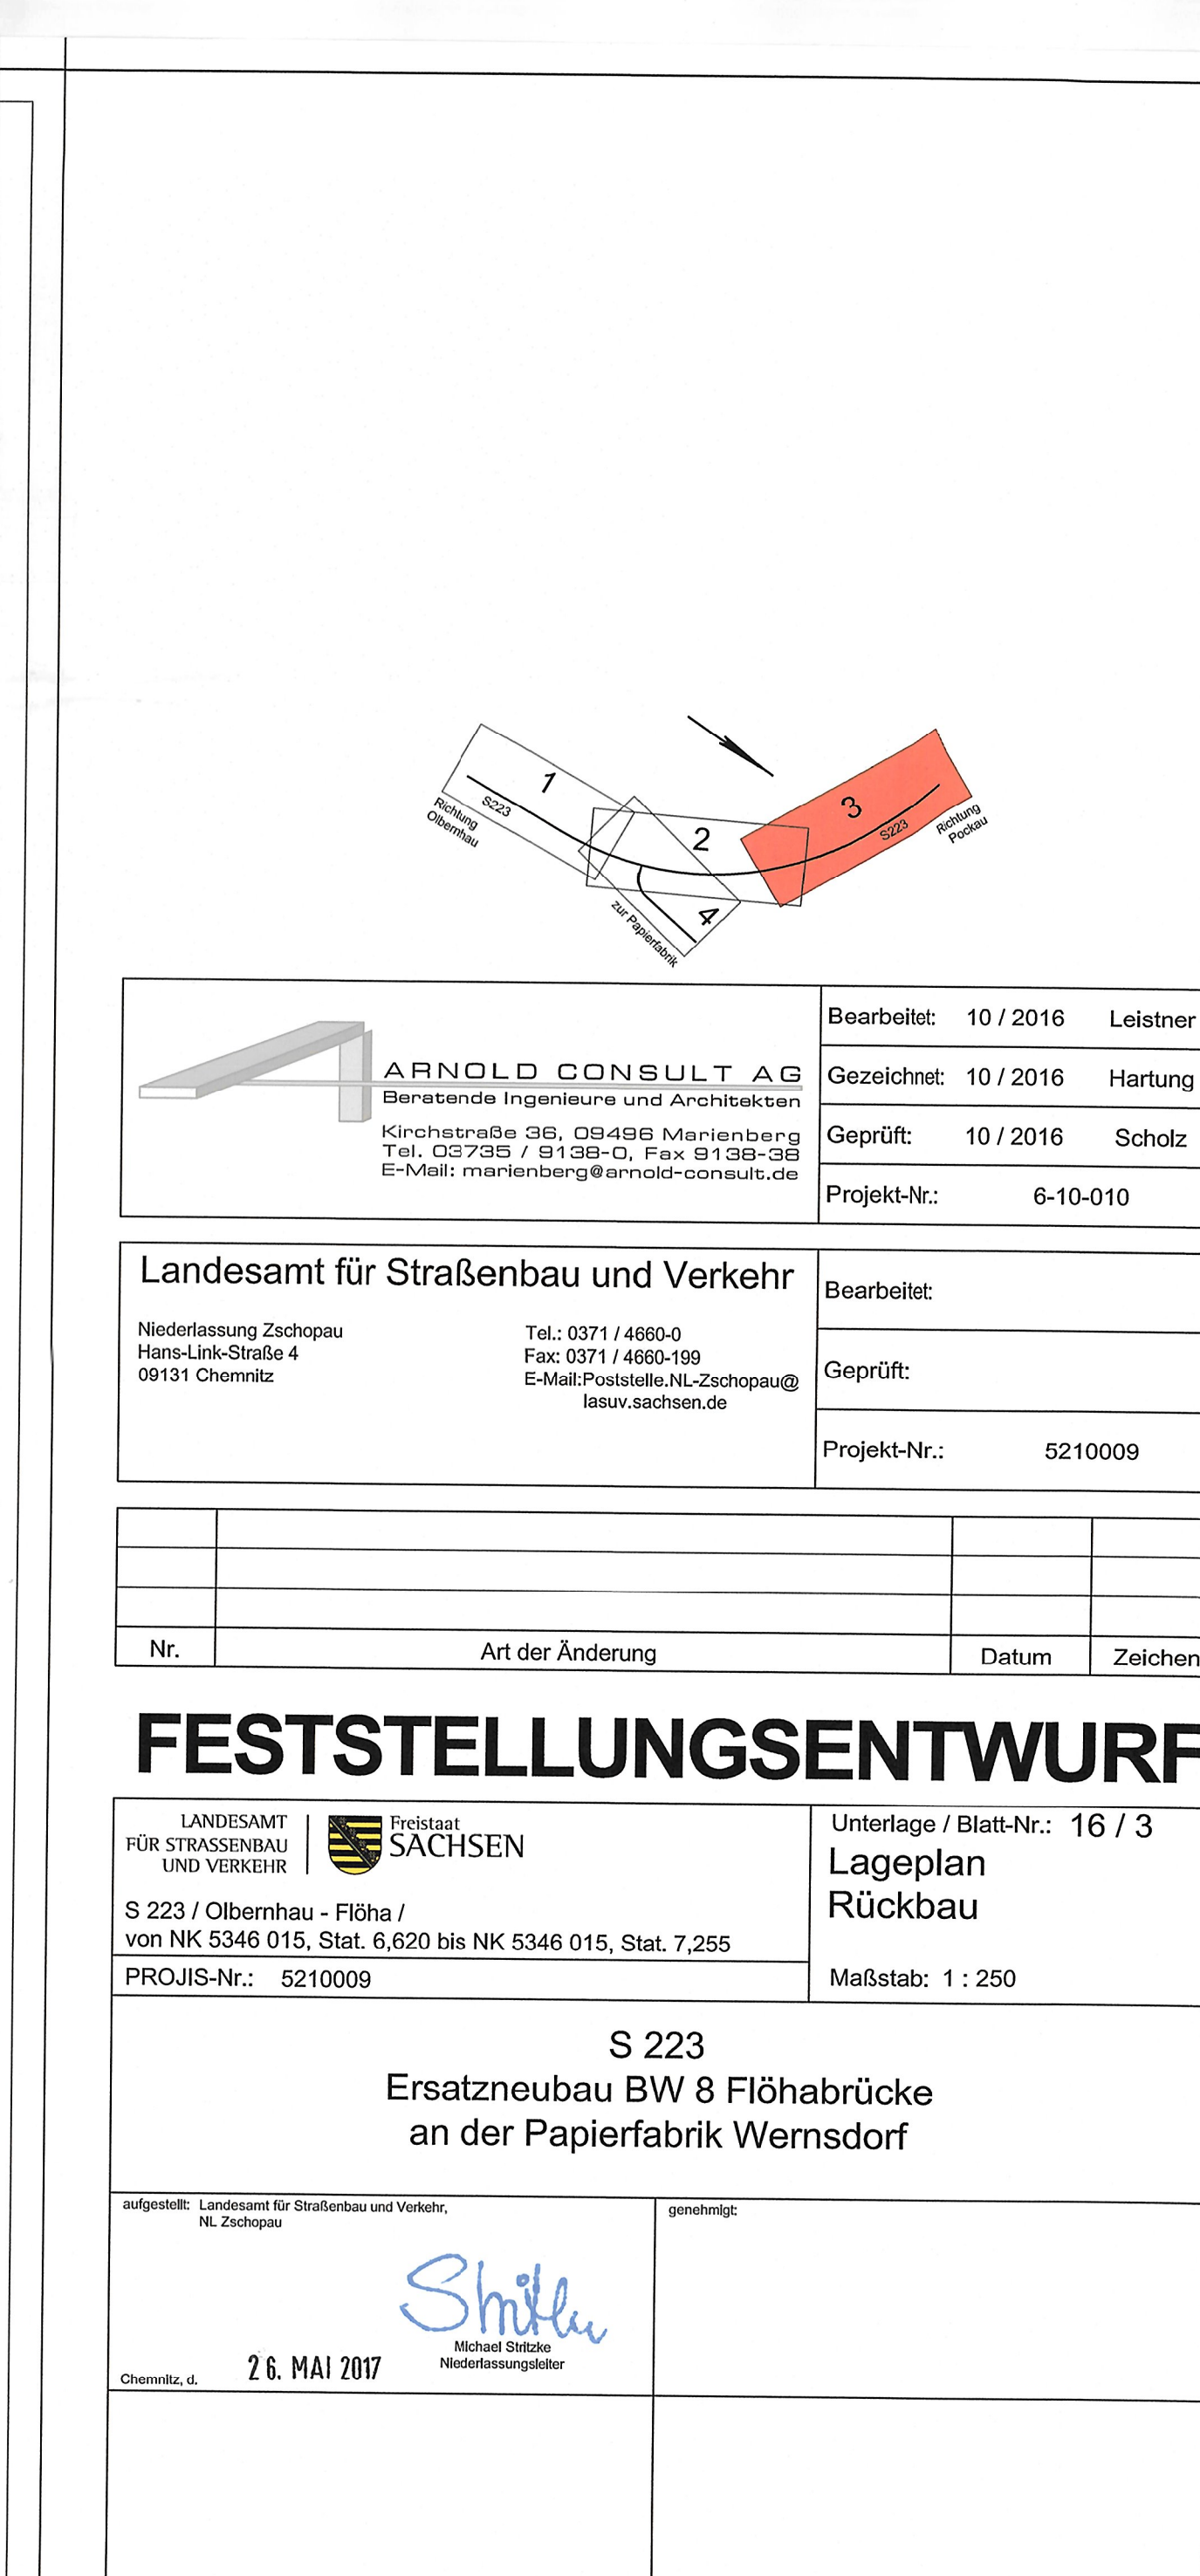 1
S223
Richtung
Olbernhau
2
3
S223
Richtung
Pockau
4
zur Papierfabrik
ARNOLD CONSULT AG
Beratende Ingenieure und Architekten
Kirchstraße 36, 09496 Marienberg
Tel. 03735 / 9138-0, Fax 9138-38
E-Mail: marienberg@arnold-consult.de
Bearbeitet: 10 / 2016 Leistner
Gezeichnet: 10 / 2016 Hartung
Geprüft: 10 / 2016 Scholz
Projekt-Nr.: 6-10-010
Landesamt für Straßenbau und Verkehr
Niederlassung Zschopau
Hans-Link-Straße 4
09131 Chemnitz
Tel.: 0371 / 4660-0
Fax: 0371 / 4660-199
E-Mail:Poststelle.NL-Zschopau@
lasuv.sachsen.de
Bearbeitet:
Geprüft:
Projekt-Nr.: 5210009
Nr. Art der Änderung Datum Zeichen
FESTSTELLUNGSENTWURF
LANDESAMT
FÜR STRASSENBAU
UND VERKEHR
Freistaat
SACHSEN
S 223 / Olbernhau - Flöha /
von NK 5346 015, Stat. 6,620 bis NK 5346 015, Stat. 7,255
PROJIS-Nr.: 5210009
Unterlage / Blatt-Nr.: 16 / 3
Lageplan
Rückbau
Maßstab: 1 : 250
S 223
Ersatzneubau BW 8 Flöhabrücke
an der Papierfabrik Wernsdorf
aufgestellt: Landesamt für Straßenbau und Verkehr,
NL Zschopau
Michael Stritzke
Niederlassungsleiter
Chemnitz, d. 26. MAI 2017
genehmigt: